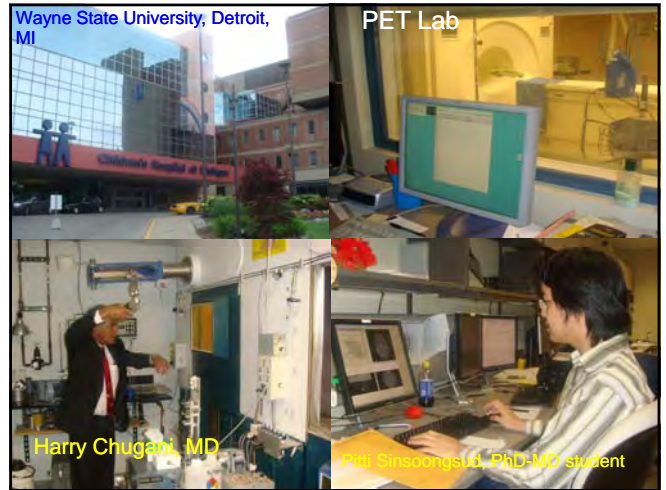 Wayne State University, Detroit,
MI
Children's Hospital of Michigan
PET Lab
Harry Chugani, MD
Pitti Sinsoongsud, PhD-MD student